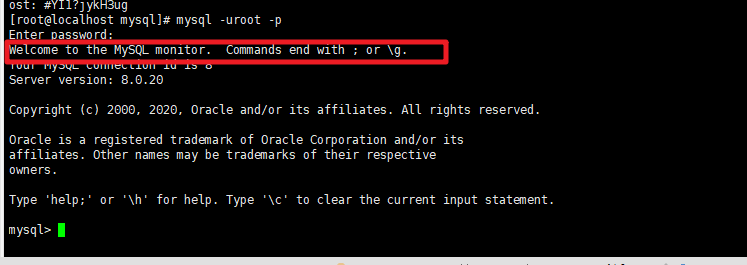 ost: #YI1?jykH3ug
[root@localhost mysql]# mysql -uroot -p
Enter password:
Welcome to the MySQL monitor.  Commands end with ; or \g.
Your MySQL connection id is 8
Server version: 8.0.20
Copyright (c) 2000, 2020, Oracle and/or its affiliates. All rights reserved.
Oracle is a registered trademark of Oracle Corporation and/or its
affiliates. Other names may be trademarks of their respective
owners.
Type 'help;' or '\h' for help. Type '\c' to clear the current input statement.
mysql>